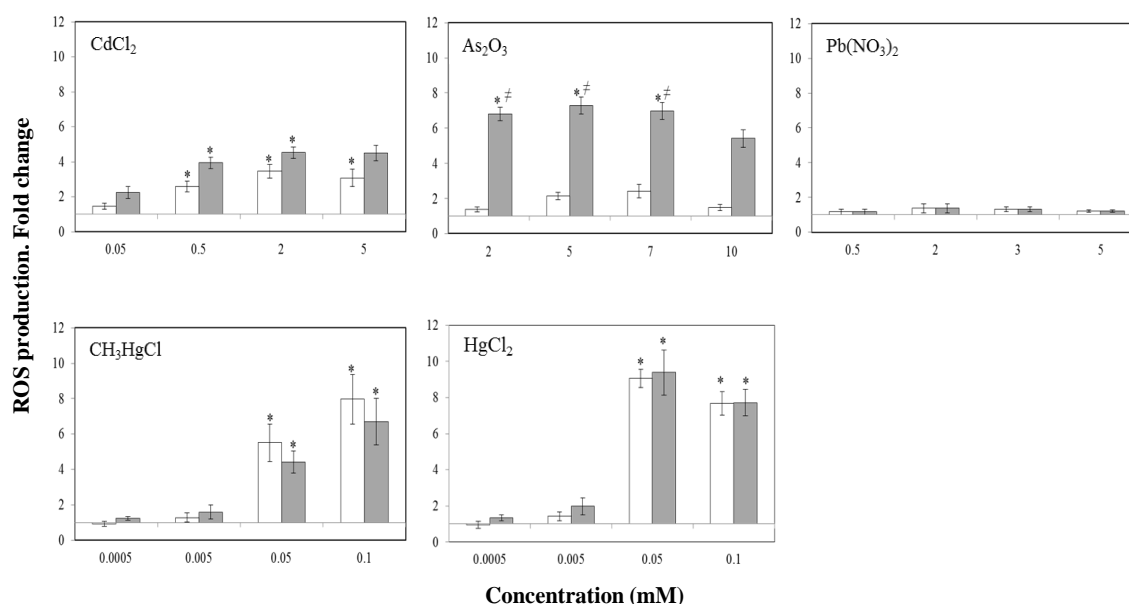 ROS production. Fold change
CdCl₂
12
10
8
6
4
2
0
* * * * *
0.05 0.5 2 5
As₂O₃
12
10
8
6
4
2
0
*≠ *≠ *≠
2 5 7 10
Pb(NO₃)₂
12
10
8
6
4
2
0
0.5 2 3 5
CH₃HgCl
12
10
8
6
4
2
0
* * * *
0.0005 0.005 0.05 0.1
HgCl₂
12
10
8
6
4
2
0
* * * *
0.0005 0.005 0.05 0.1
Concentration (mM)